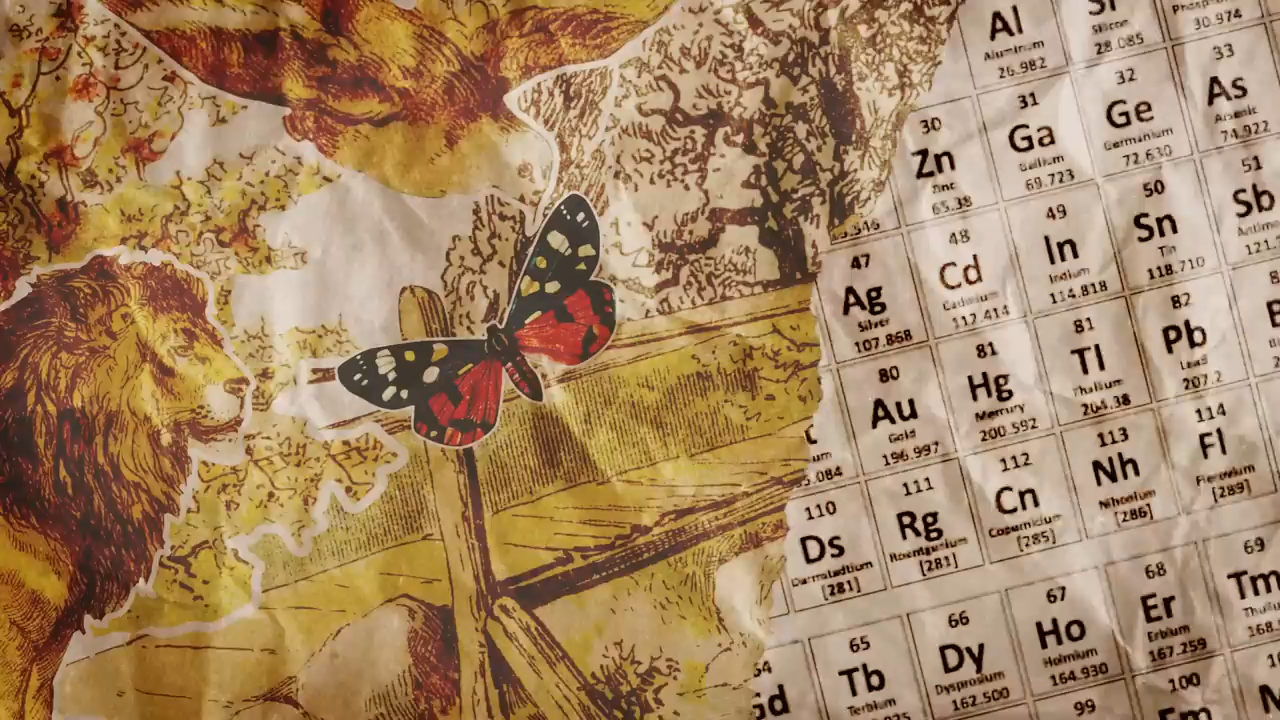 Al
Aluminum
26.982
Si
Silicon
28.085
30.974
30
Zn
Zinc
65.38
31
Ga
Gallium
69.723
32
Ge
Germanium
72.630
33
As
Arsenic
74.922
47
Ag
Silver
107.868
48
Cd
Cadmium
112.414
49
In
Indium
114.818
50
Sn
Tin
118.710
51
Sb
80
Au
Gold
196.997
81
Hg
Mercury
200.592
81
Tl
Thallium
204.38
82
Pb
Lead
207.2
110
Ds
Darmstadtium
[281]
111
Rg
Roentgenium
[281]
112
Cn
Copernicium
[285]
113
Nh
Nihonium
[286]
114
Fl
Flerovium
[289]
Gd
65
Tb
Terbium
66
Dy
Dysprosium
162.500
67
Ho
Holmium
164.930
68
Er
Erbium
167.259
69
Tm
99
100
Fm